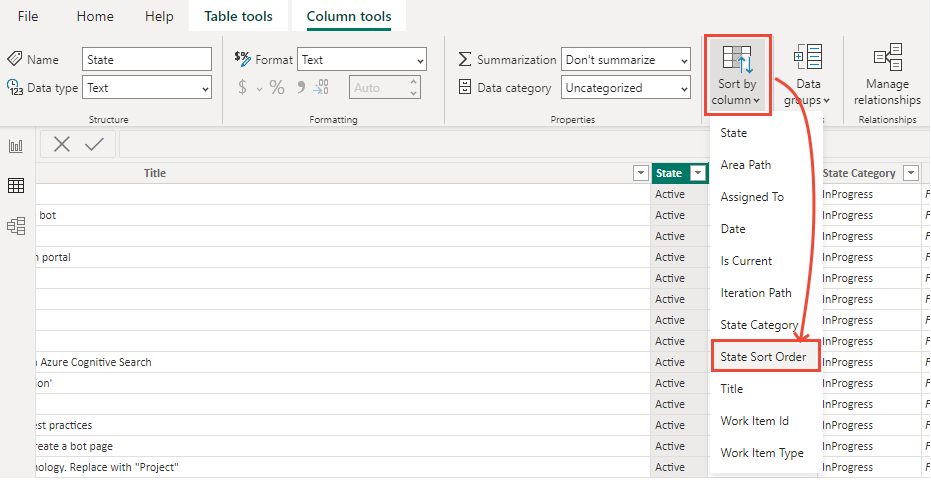 File Home Help Table tools Column tools
Name State
Data type Text
Structure
$% Format Text
$ % 9 .00 Auto
Formatting
Summarization Don't summarize
Data category Uncategorized
Properties
Sort by
column
Data
groups
Manage
relationships
Relationships
Title State State Category
State
Area Path
Assigned To
Date
Is Current
Iteration Path
State Category
State Sort Order
Title
Work Item Id
Work Item Type
Active InProgress F
bot Active InProgress F
Active InProgress F
portal Active InProgress F
Active InProgress F
Active InProgress F
Active InProgress F
Active InProgress F
Azure Cognitive Search Active InProgress F
ion' Active InProgress F
Active InProgress F
est practices Active InProgress F
reate a bot page Active InProgress F
nology. Replace with "Project" Active InProgress F